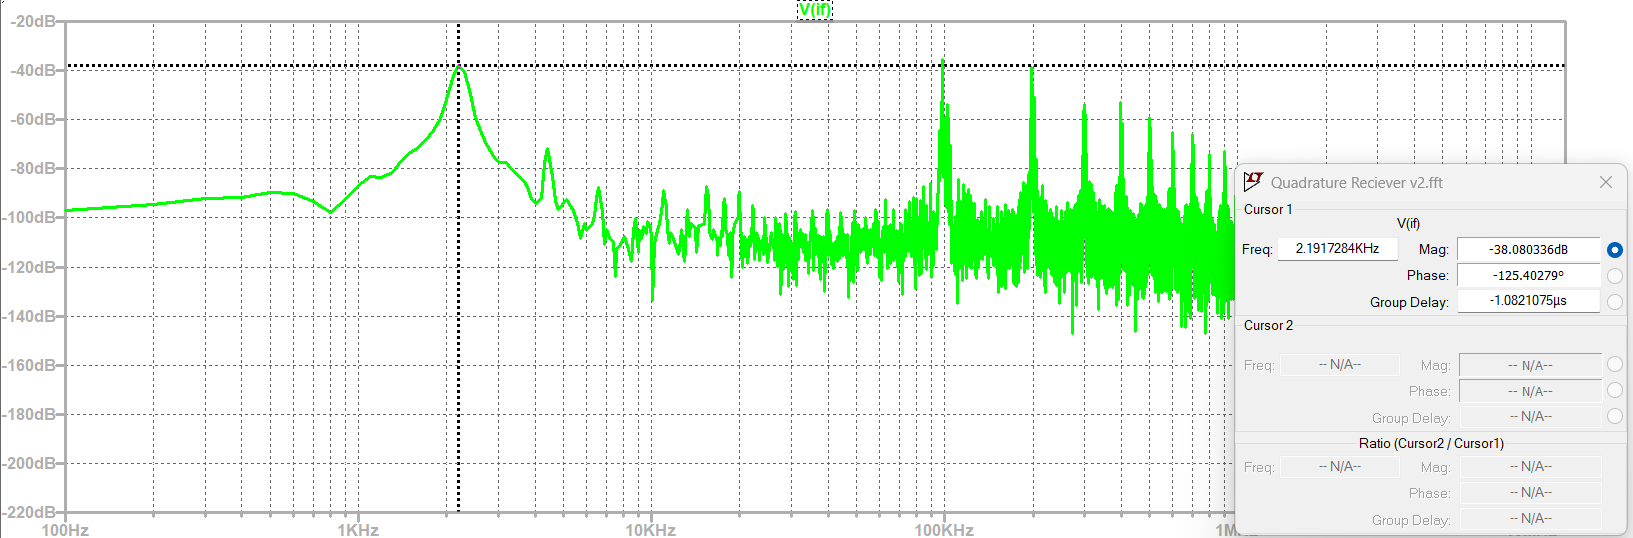 V(if)
-20dB
-40dB
-60dB
-80dB
-100dB
-120dB
-140dB
-160dB
-180dB
-200dB
-220dB
100Hz 1KHz 10KHz 100KHz
Quadrature Reciever v2.fft
Cursor 1
V(if)
Freq: 2.1917284KHz Mag: -38.080336dB
Phase: -125.40279º
Group Delay: -1.0821075µs
Cursor 2
Freq: -- N/A-- Mag: -- N/A--
Phase: -- N/A--
Group Delay: -- N/A--
Ratio (Cursor2 / Cursor1)
Freq: -- N/A-- Mag: -- N/A--
Phase: -- N/A--
Group Delay: -- N/A--